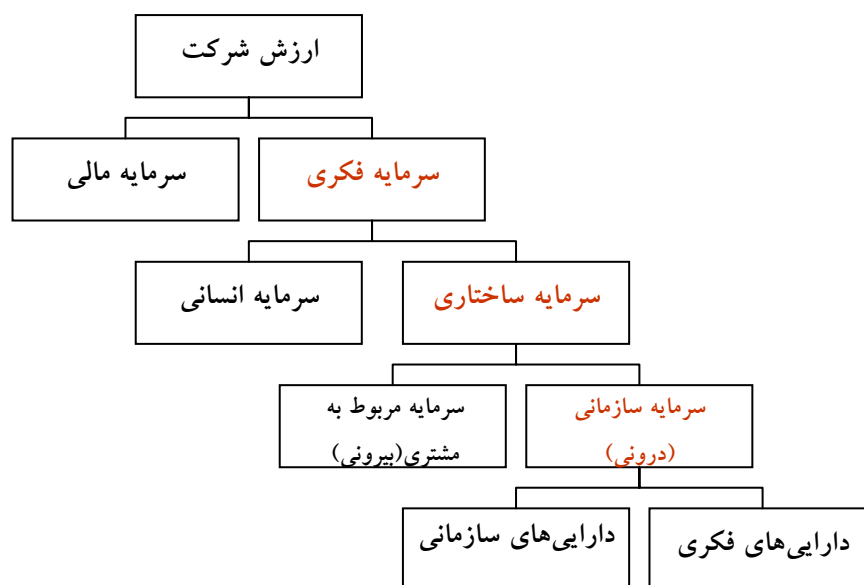 ارزش شرکت
سرمایه فکری
سرمایه مالی
سرمایه ساختاری
سرمایه انسانی
سرمایه سازمانی
(درونی)
سرمایه مربوط به
مشتری(بیرونی)
دارایی‌های فکری
دارایی‌های سازمانی